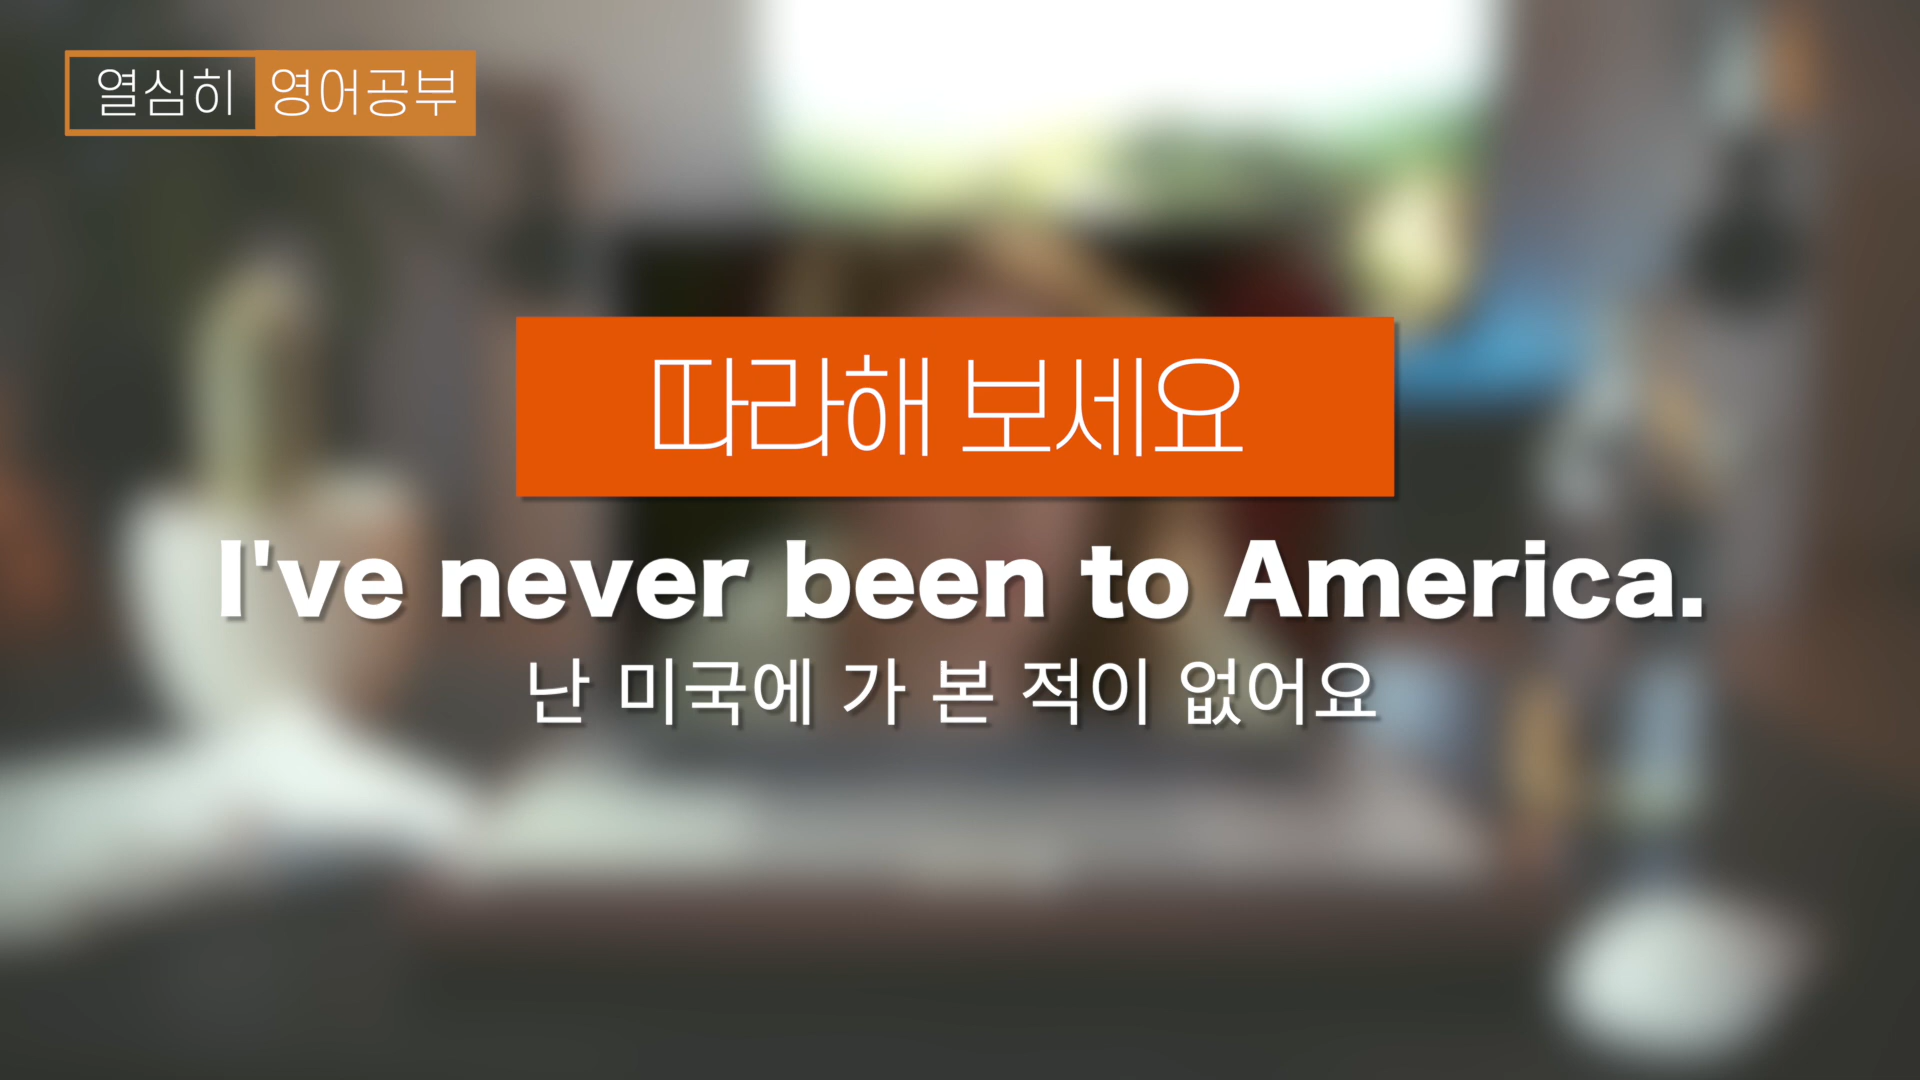 열심히 영어공부
따라해 보세요
I've never been to America.
난 미국에 가 본 적이 없어요